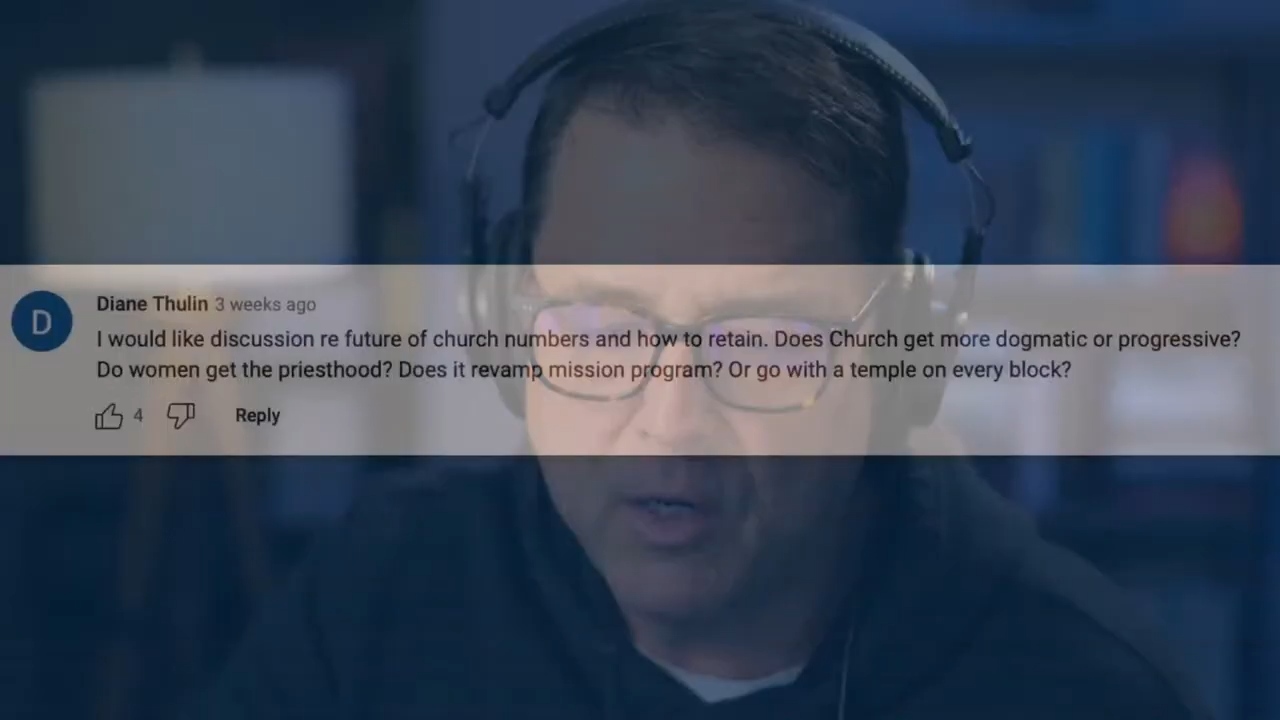 D
Diane Thulin 3 weeks ago
I would like discussion re future of church numbers and how to retain. Does Church get more dogmatic or progressive?
Do women get the priesthood? Does it revamp mission program? Or go with a temple on every block?
4
Reply